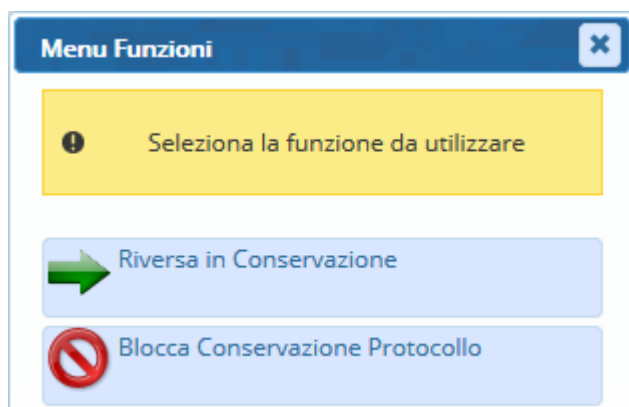 Menu Funzioni
Seleziona la funzione da utilizzare
Riversa in Conservazione
Blocca Conservazione Protocollo